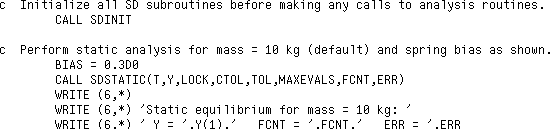 c  Initialize all SD subroutines before making any calls to analysis routines.
CALL SDINIT
c  Perform static analysis for mass = 10 kg (default) and spring bias as shown.
BIAS = 0.3D0
CALL SDSTATIC(T,Y,LOCK,CTOL,TOL,MAXEVALS,FCNT,ERR)
WRITE (6,*)
WRITE (6,*) 'Static equilibrium for mass = 10 kg: '
WRITE (6,*) ' Y = ',Y(1),'   FCNT = ',FCNT,'   ERR = ',ERR